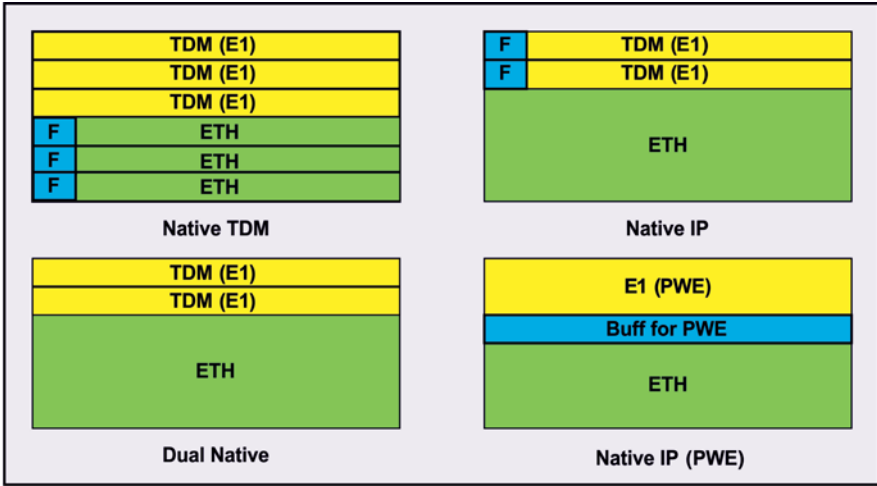 TDM (E1)
TDM (E1)
TDM (E1)
F ETH
F ETH
F ETH
Native TDM
F TDM (E1)
F TDM (E1)
ETH
Native IP
TDM (E1)
TDM (E1)
ETH
Dual Native
E1 (PWE)
Buff for PWE
ETH
Native IP (PWE)